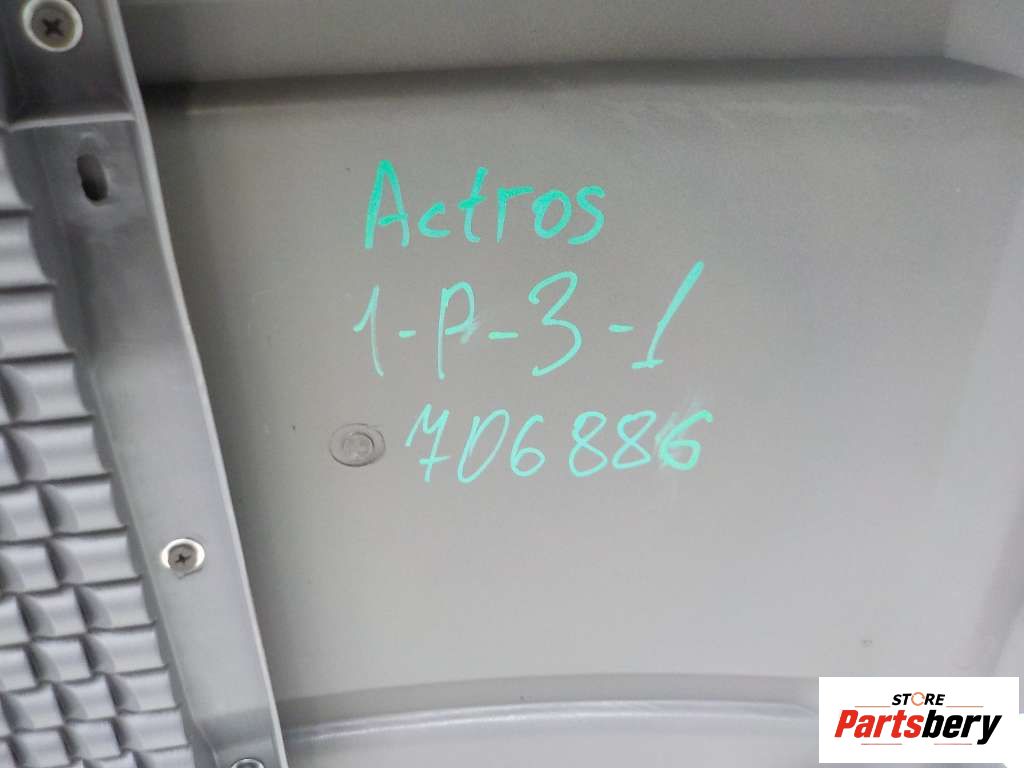 Actros
1-P-3-1
706886
STORE
Partsbery